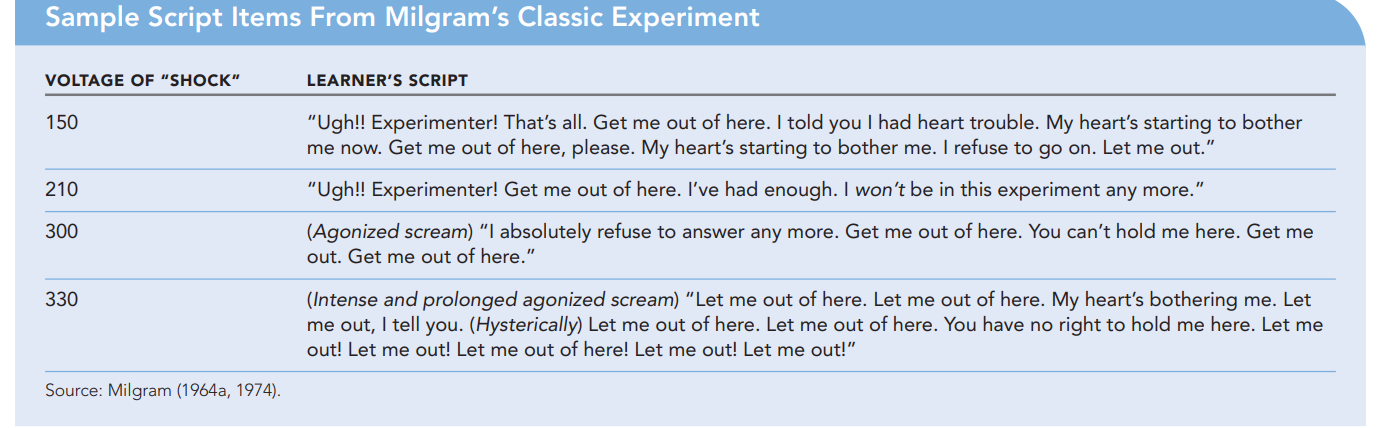 Sample Script Items From Milgram’s Classic Experiment
VOLTAGE OF “SHOCK” LEARNER’S SCRIPT
150 “Ugh!! Experimenter! That’s all. Get me out of here. I told you I had heart trouble. My heart’s starting to bother
me now. Get me out of here, please. My heart’s starting to bother me. I refuse to go on. Let me out.”
210 “Ugh!! Experimenter! Get me out of here. I’ve had enough. I won’t be in this experiment any more.”
300 (Agonized scream) “I absolutely refuse to answer any more. Get me out of here. You can’t hold me here. Get me
out. Get me out of here.”
330 (Intense and prolonged agonized scream) “Let me out of here. Let me out of here. My heart’s bothering me. Let
me out, I tell you. (Hysterically) Let me out of here. Let me out of here. You have no right to hold me here. Let me
out! Let me out! Let me out of here! Let me out! Let me out!”
Source: Milgram (1964a, 1974).